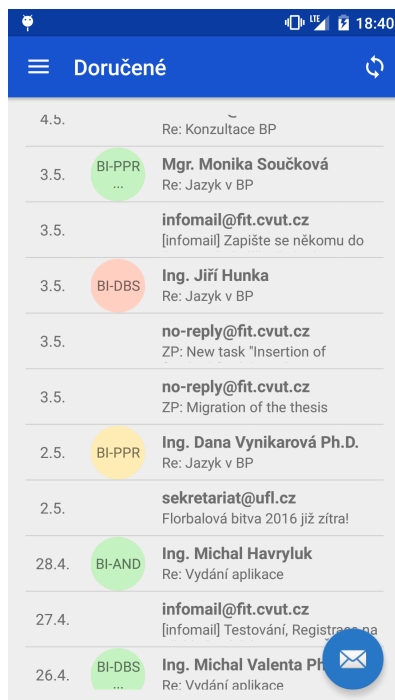 LTE 18:40
Doručené
4.5.
Re: Konzultace BP
3.5. BI-PPR ... Mgr. Monika Součková
Re: Jazyk v BP
3.5. infomail@fit.cvut.cz
[infomail] Zapište se někomu do
3.5. BI-DBS Ing. Jiří Hunka
Re: Jazyk v BP
3.5. no-reply@fit.cvut.cz
ZP: New task "Insertion of
3.5. no-reply@fit.cvut.cz
ZP: Migration of the thesis
2.5. BI-PPR Ing. Dana Vynikarová Ph.D.
Re: Jazyk v BP
2.5. sekretariat@ufl.cz
Florbalová bitva 2016 již zítra!
28.4. BI-AND Ing. Michal Havryluk
Re: Vydání aplikace
27.4. infomail@fit.cvut.cz
[infomail] Testování, Registrace na
26.4. BI-DBS ... Ing. Michal Valenta Ph
Re: Vydání aplikace